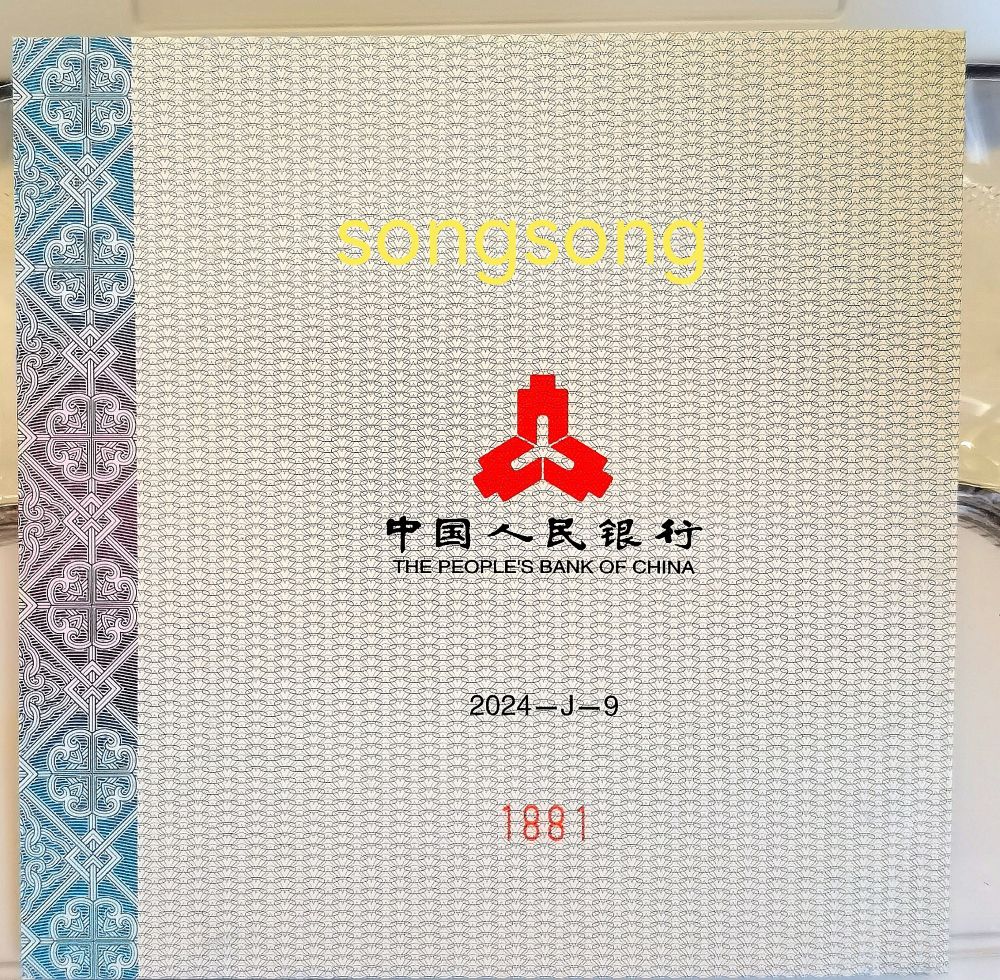 songsong
中国人民银行
THE PEOPLE'S BANK OF CHINA
2024—J—9
1881